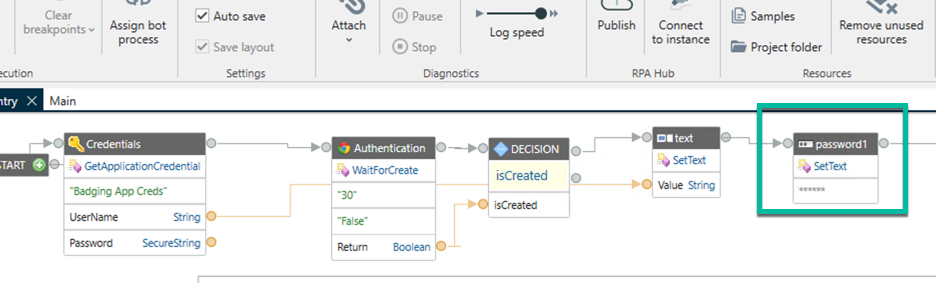 Clear
breakpoints
Assign bot
process
Auto save
Save layout
Settings
Attach
Pause
Stop
Log speed
Diagnostics
Publish
Connect
to instance
RPA Hub
Samples
Project folder
Remove unused
resources
Resources
Main
START
Credentials
GetApplicationCredential
"Badging App Creds"
UserName String
Password SecureString
Authentication
WaitForCreate
"30"
"False"
Return Boolean
DECISION
isCreated
isCreated
text
SetText
Value String
password1
SetText
******